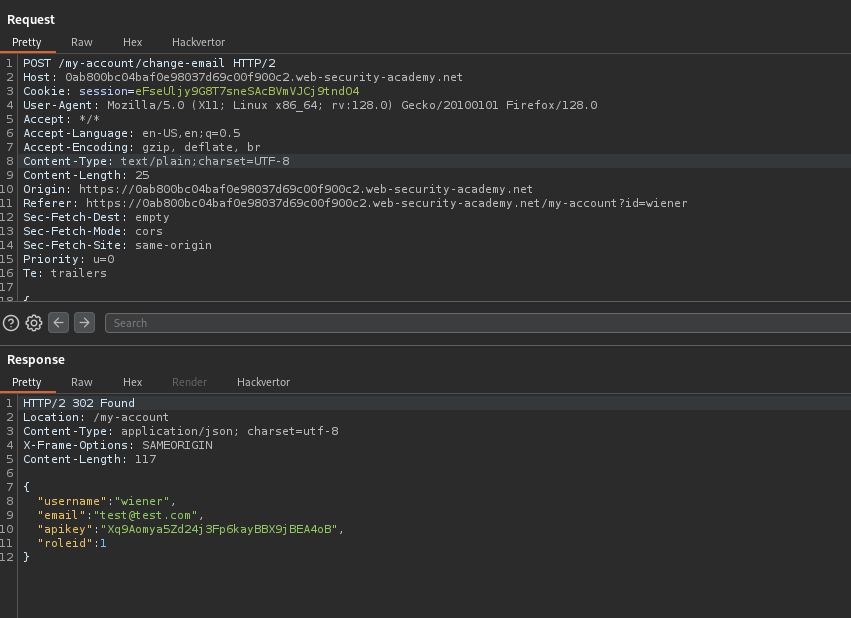 Request
Pretty Raw Hex Hackvertor
1 POST /my-account/change-email HTTP/2
2 Host: 0ab800bc04baf0e98037d69c00f900c2.web-security-academy.net
3 Cookie: session=eFseUljy9G8T7sneSAcBVmVJCj9tndO4
4 User-Agent: Mozilla/5.0 (X11; Linux x86_64; rv:128.0) Gecko/20100101 Firefox/128.0
5 Accept: */*
6 Accept-Language: en-US,en;q=0.5
7 Accept-Encoding: gzip, deflate, br
8 Content-Type: text/plain;charset=UTF-8
9 Content-Length: 25
10 Origin: https://0ab800bc04baf0e98037d69c00f900c2.web-security-academy.net
11 Referer: https://0ab800bc04baf0e98037d69c00f900c2.web-security-academy.net/my-account?id=wiener
12 Sec-Fetch-Dest: empty
13 Sec-Fetch-Mode: cors
14 Sec-Fetch-Site: same-origin
15 Priority: u=0
16 Te: trailers
17
18 {
Search
Response
Pretty Raw Hex Render Hackvertor
1 HTTP/2 302 Found
2 Location: /my-account
3 Content-Type: application/json; charset=utf-8
4 X-Frame-Options: SAMEORIGIN
5 Content-Length: 117
6
7 {
8 "username":"wiener",
9 "email":"test@test.com",
10 "apikey":"Xq9Aomya5Zd24j3Fp6kayBBX9jBEA4oB",
11 "roleid":1
12 }